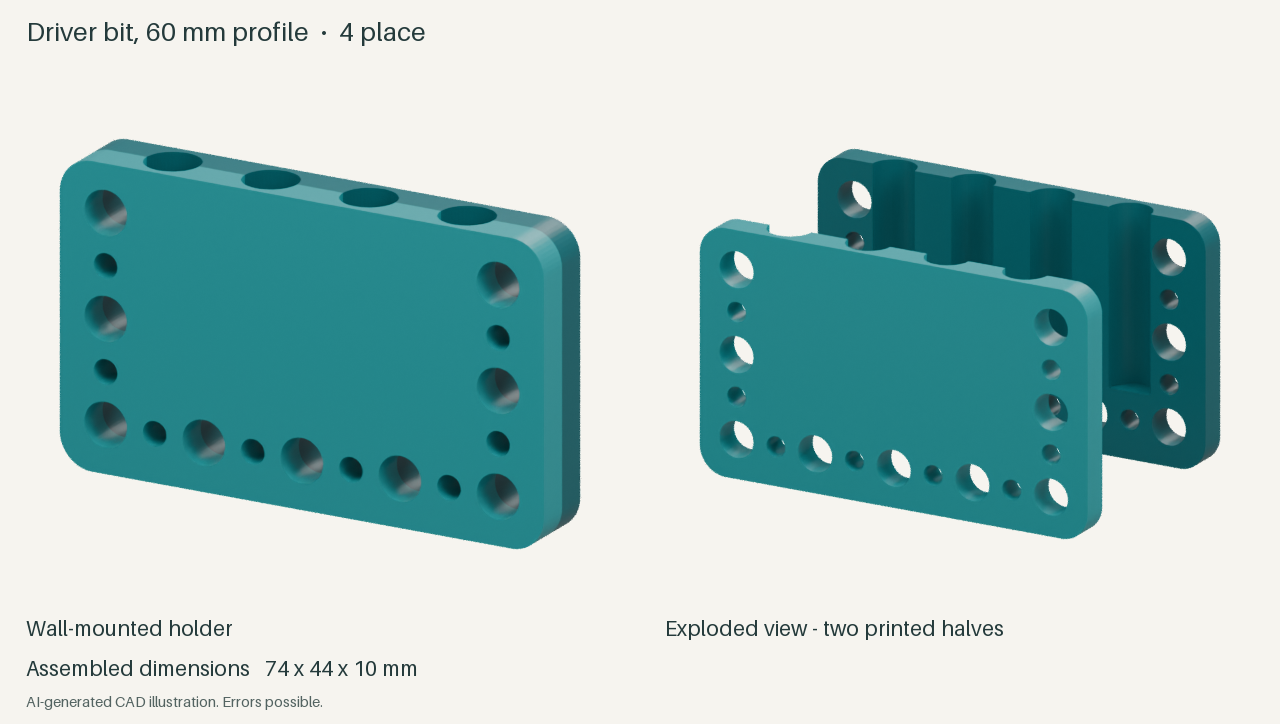 Driver bit, 60 mm profile · 4 place
Wall-mounted holder
Exploded view - two printed halves
Assembled dimensions 74 x 44 x 10 mm
AI-generated CAD illustration. Errors possible.